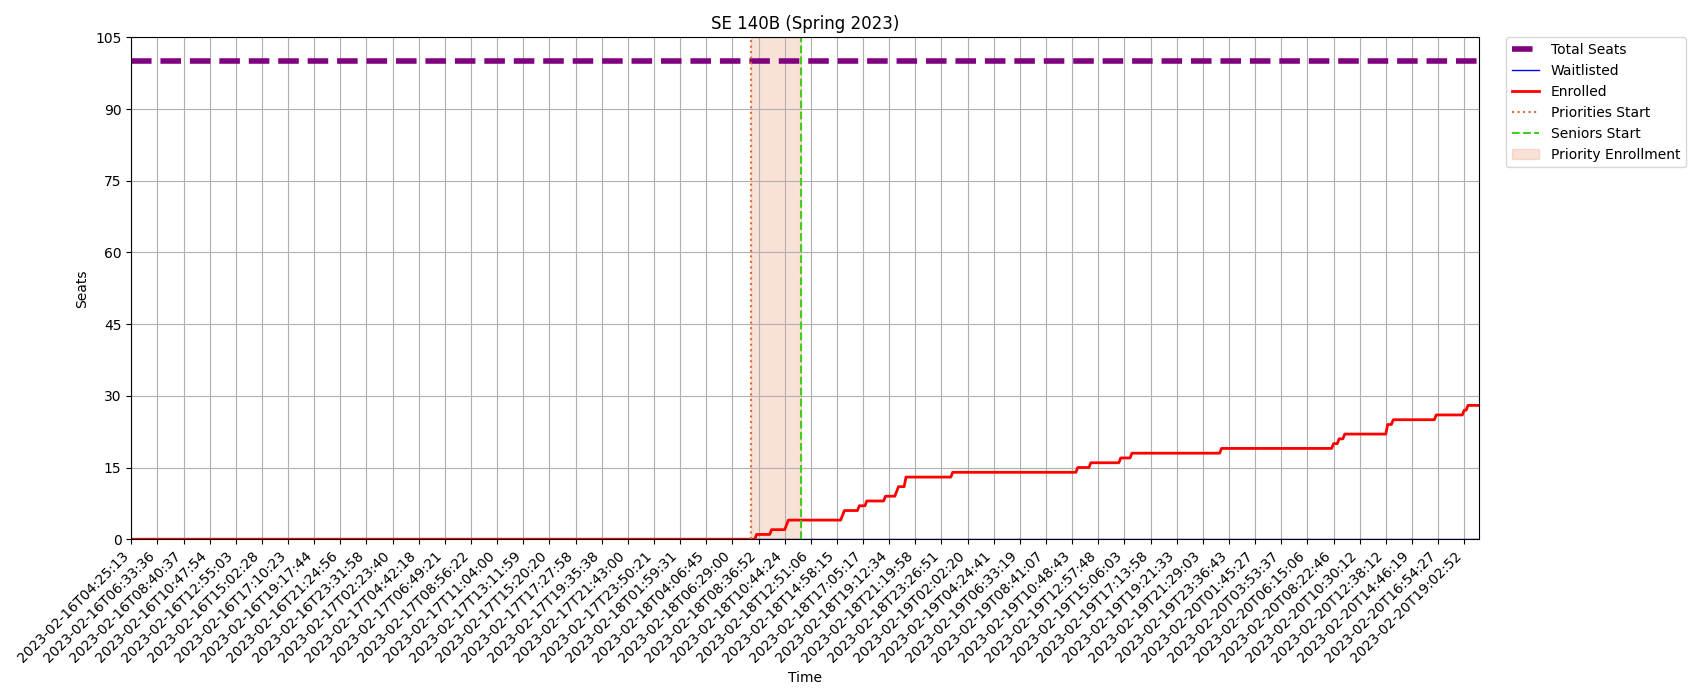 SE 140B (Spring 2023)
105
90
75
60
45
30
15
0
Seats
Total Seats
Waitlisted
Enrolled
Priorities Start
Seniors Start
Priority Enrollment
2023-02-16T04:25:13
2023-02-16T06:33:36
2023-02-16T08:40:37
2023-02-16T10:47:54
2023-02-16T12:55:03
2023-02-16T15:02:28
2023-02-16T17:10:23
2023-02-16T19:17:44
2023-02-16T21:24:56
2023-02-16T23:31:58
2023-02-17T02:23:40
2023-02-17T04:42:18
2023-02-17T06:49:21
2023-02-17T08:56:22
2023-02-17T11:04:00
2023-02-17T13:11:59
2023-02-17T15:20:20
2023-02-17T17:27:58
2023-02-17T19:35:38
2023-02-17T21:43:00
2023-02-17T23:50:21
2023-02-18T01:59:31
2023-02-18T04:06:45
2023-02-18T06:29:00
2023-02-18T08:36:52
2023-02-18T10:44:24
2023-02-18T12:51:06
2023-02-18T14:58:15
2023-02-18T17:05:17
2023-02-18T19:12:34
2023-02-18T21:19:58
2023-02-18T23:26:51
2023-02-19T02:02:20
2023-02-19T04:24:41
2023-02-19T06:33:19
2023-02-19T08:41:07
2023-02-19T10:48:43
2023-02-19T12:57:48
2023-02-19T15:06:03
2023-02-19T17:13:58
2023-02-19T19:21:33
2023-02-19T21:29:03
2023-02-19T23:36:43
2023-02-20T01:45:27
2023-02-20T03:53:37
2023-02-20T06:15:06
2023-02-20T08:22:46
2023-02-20T10:30:12
2023-02-20T12:38:12
2023-02-20T14:46:19
2023-02-20T16:54:27
2023-02-20T19:02:52
Time